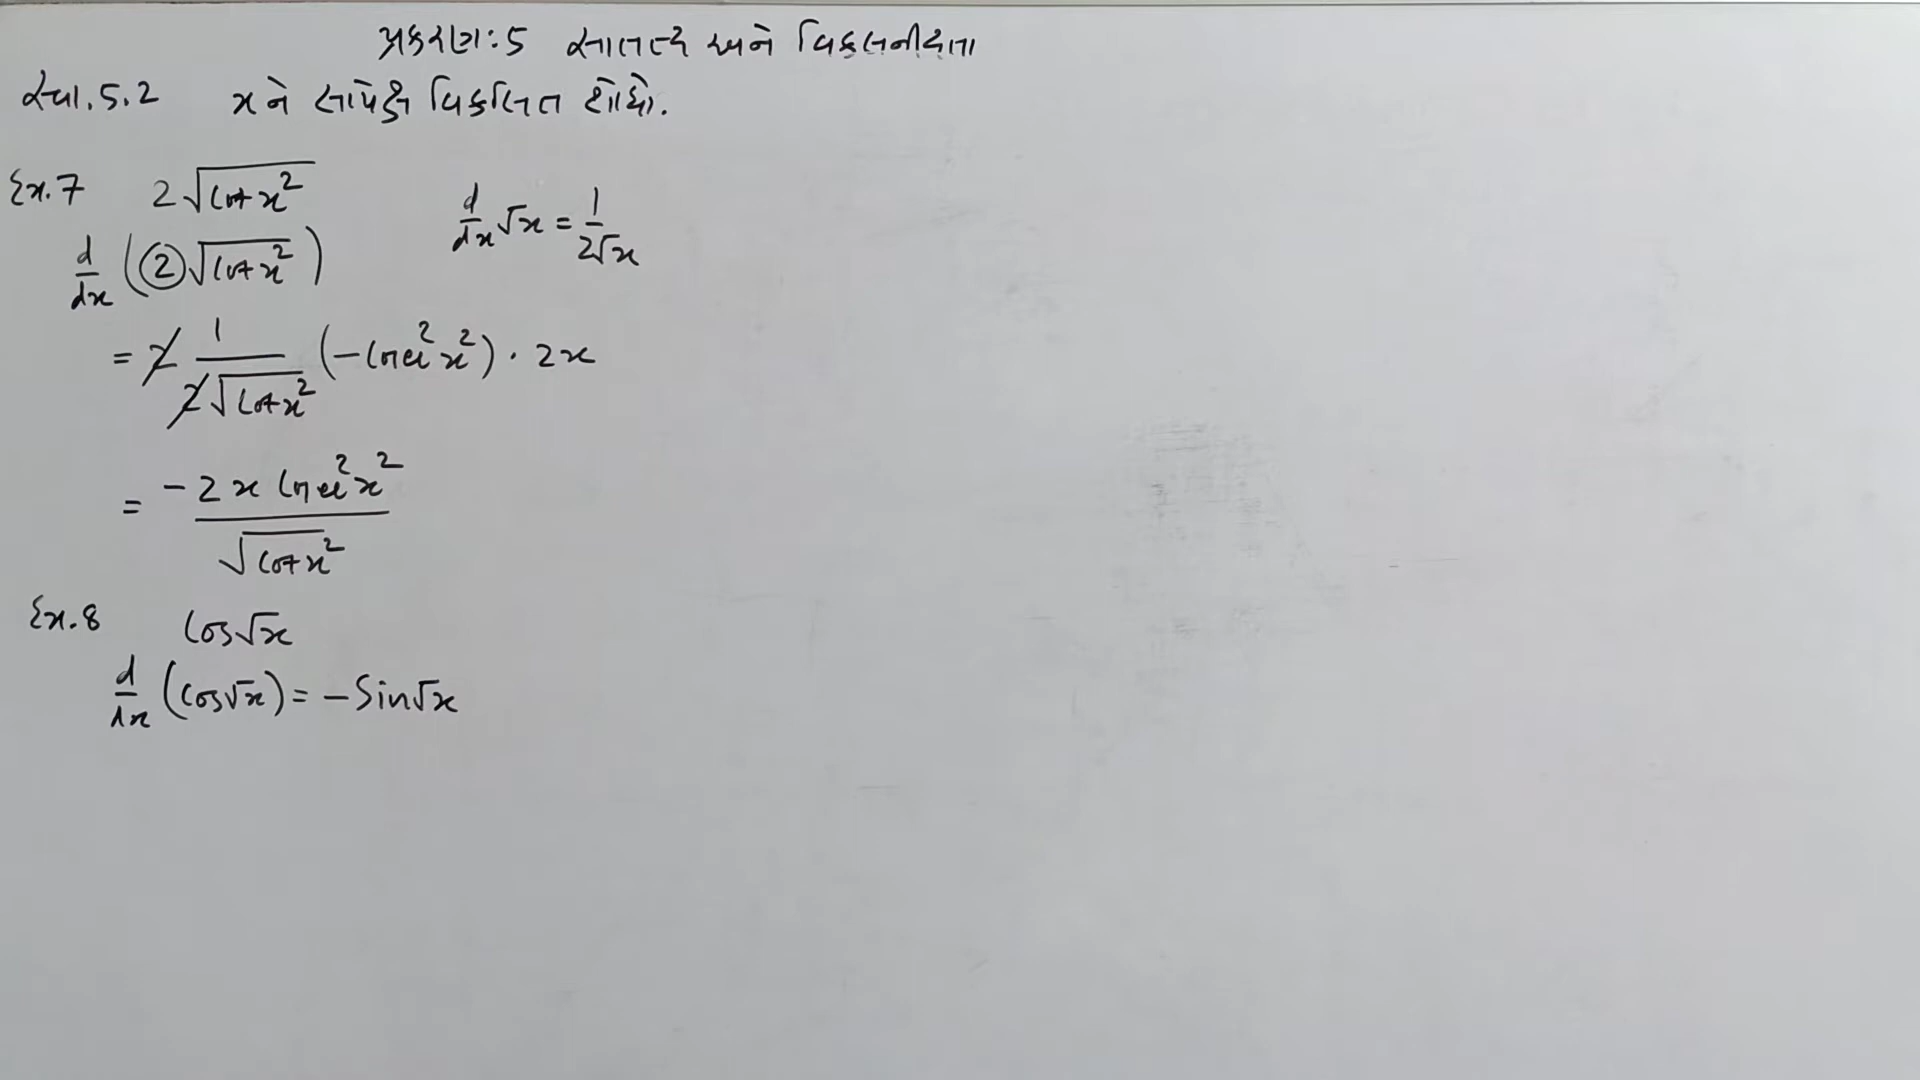 પ્રકરણ:5 સાતત્ય અને વિકલનીયતા
સ્વા.5.2 x ને સાપેક્ષ વિકલિત શોધો.
Ex.7 2√(cot x²)
d/dx (2√(cot x²)) d/dx √x = 1/(2√x)
= 2 1/(2√(cot x²)) (-cosec² x²) · 2x
= (-2x cosec² x²)/√(cot x²)
Ex.8 cos√x
d/dx (cos√x) = -sin√x